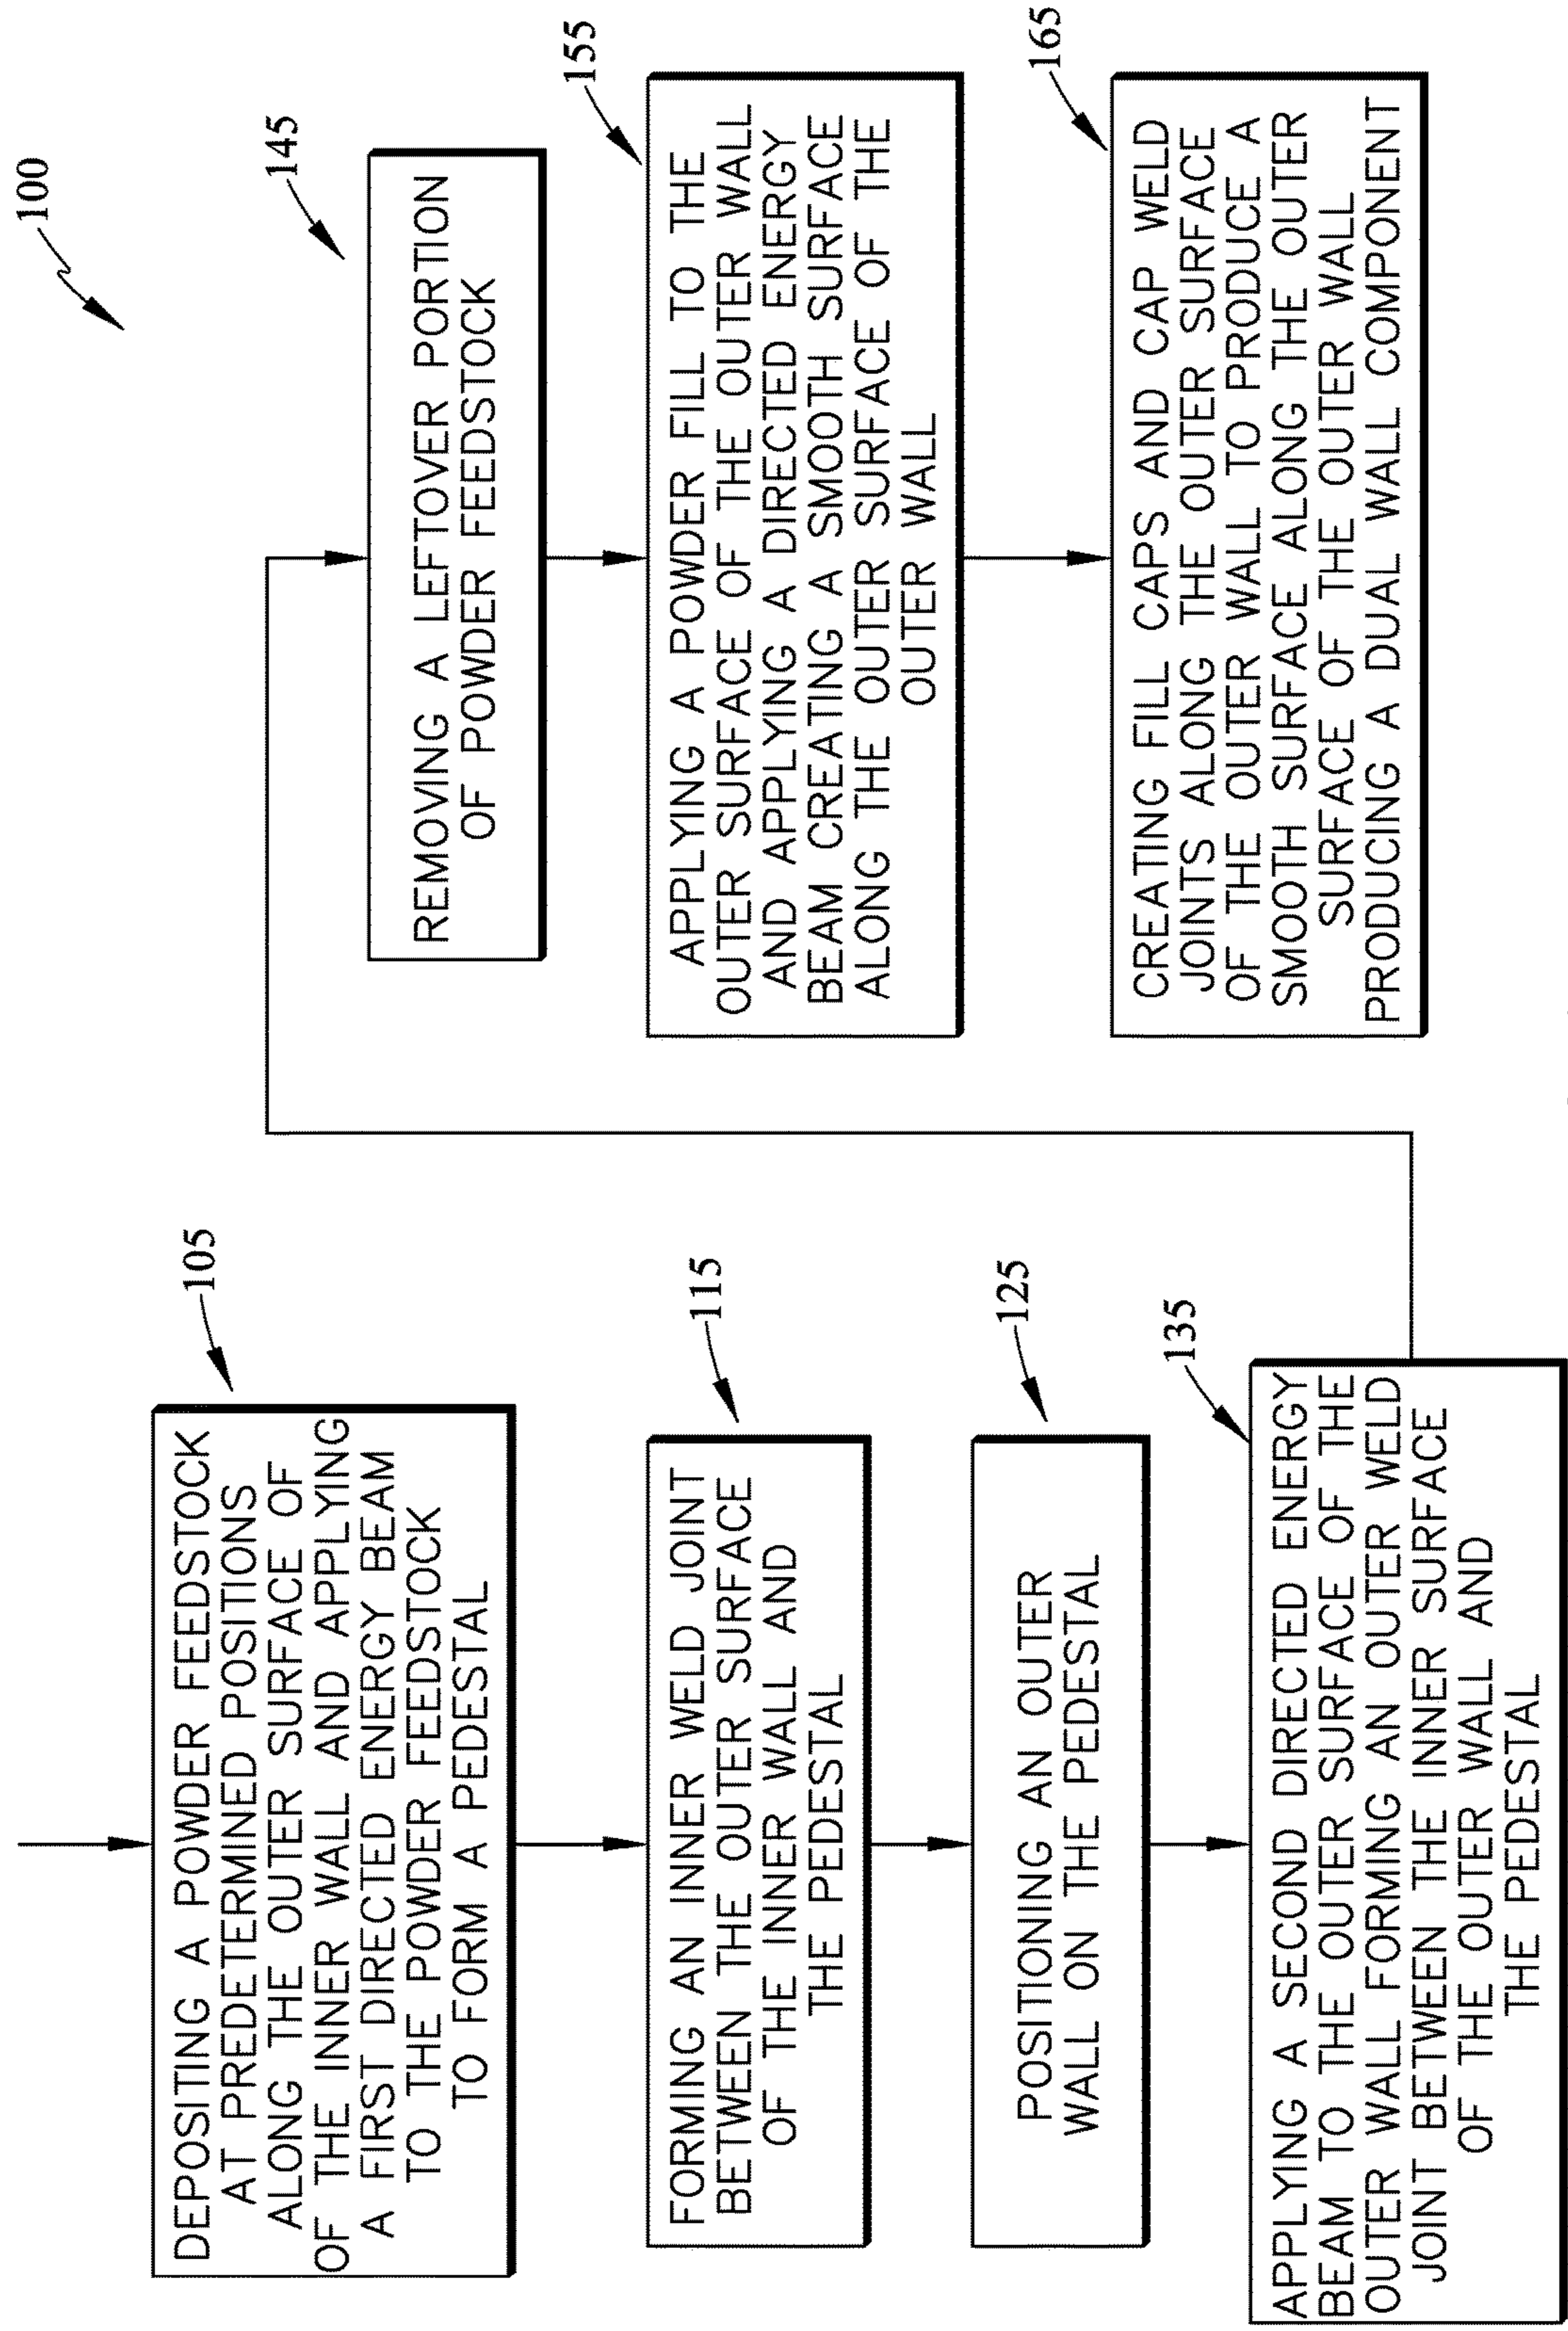 100
105
DEPOSITING A POWDER FEEDSTOCK
AT PREDETERMINED POSITIONS
ALONG THE OUTER SURFACE OF
OF THE INNER WALL AND APPLYING
A FIRST DIRECTED ENERGY BEAM
TO THE POWDER FEEDSTOCK
TO FORM A PEDESTAL
115
FORMING AN INNER WELD JOINT
BETWEEN THE OUTER SURFACE
OF THE INNER WALL AND
THE PEDESTAL
125
POSITIONING AN OUTER
WALL ON THE PEDESTAL
135
APPLYING A SECOND DIRECTED ENERGY
BEAM TO THE OUTER SURFACE OF THE
OUTER WALL FORMING AN OUTER WELD
JOINT BETWEEN THE INNER SURFACE
OF THE OUTER WALL AND
THE PEDESTAL
145
REMOVING A LEFTOVER PORTION
OF POWDER FEEDSTOCK
155
APPLYING A POWDER FILL TO THE
OUTER SURFACE OF THE OUTER WALL
AND APPLYING A DIRECTED ENERGY
BEAM CREATING A SMOOTH SURFACE
ALONG THE OUTER SURFACE OF THE
OUTER WALL
165
CREATING FILL CAPS AND CAP WELD
JOINTS ALONG THE OUTER SURFACE
OF THE OUTER WALL TO PRODUCE A
SMOOTH SURFACE ALONG THE OUTER
SURFACE OF THE OUTER WALL
PRODUCING A DUAL WALL COMPONENT